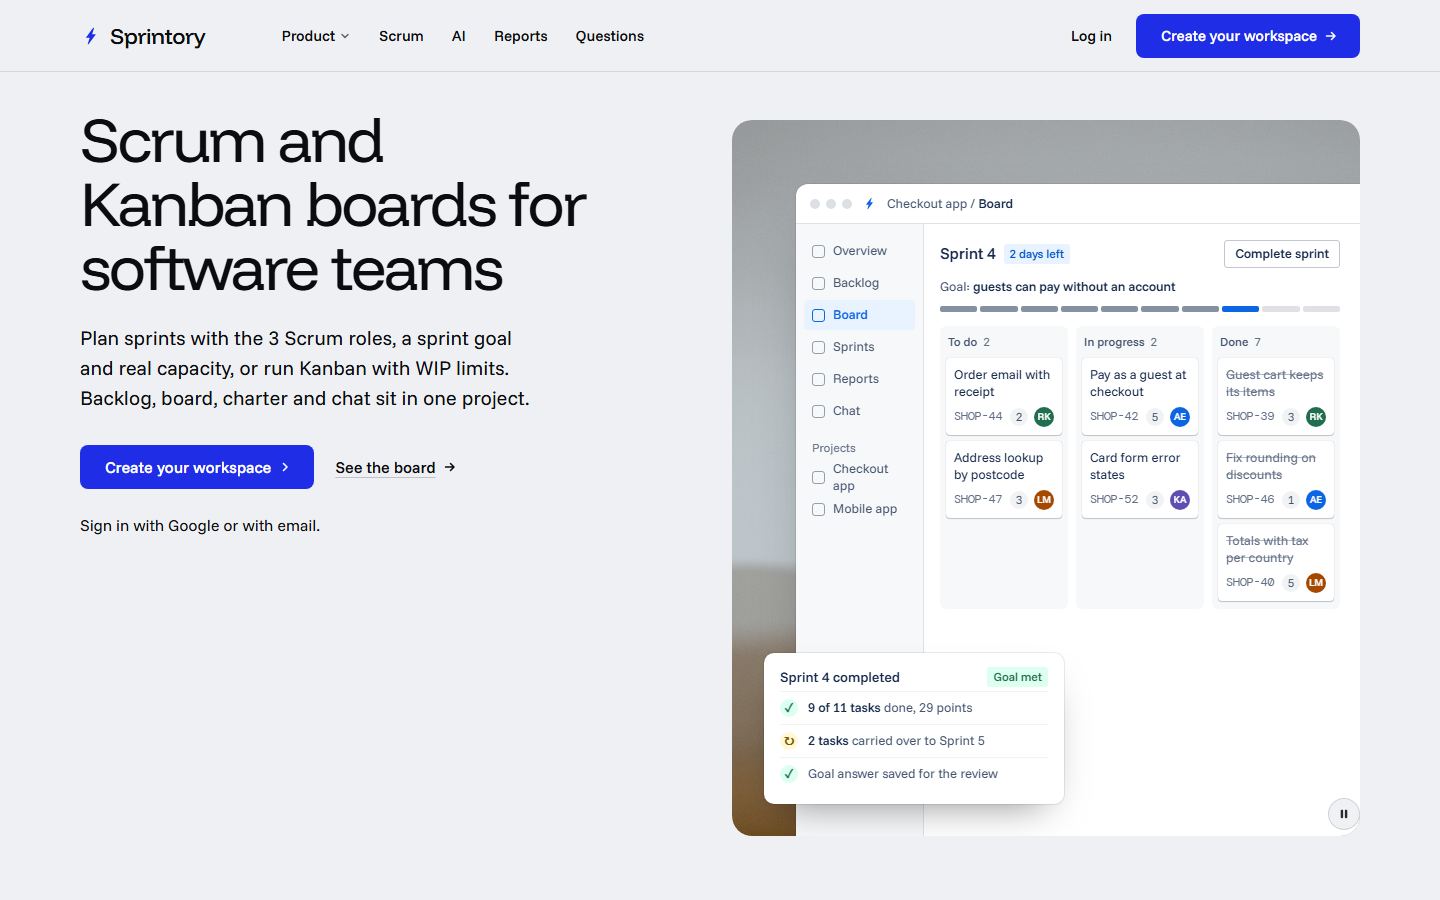 Sprintory
Product
Scrum
AI
Reports
Questions
Log in
Create your workspace
Scrum and
Kanban boards for
software teams
Plan sprints with the 3 Scrum roles, a sprint goal
and real capacity, or run Kanban with WIP limits.
Backlog, board, charter and chat sit in one project.
Create your workspace
See the board
Sign in with Google or with email.
Checkout app / Board
Overview
Backlog
Board
Sprints
Reports
Chat
Projects
Checkout
app
Mobile app
Sprint 4
2 days left
Complete sprint
Goal: guests can pay without an account
To do 2
Order email with
receipt
SHOP-44 2 RK
Address lookup
by postcode
SHOP-47 3 LM
In progress 2
Pay as a guest at
checkout
SHOP-42 5 AE
Card form error
states
SHOP-52 3 KA
Done 7
Guest cart keeps
its items
SHOP-39 3 RK
Fix rounding on
discounts
SHOP-46 1 AE
Totals with tax
per country
SHOP-40 5 LM
Sprint 4 completed
Goal met
9 of 11 tasks done, 29 points
2 tasks carried over to Sprint 5
Goal answer saved for the review